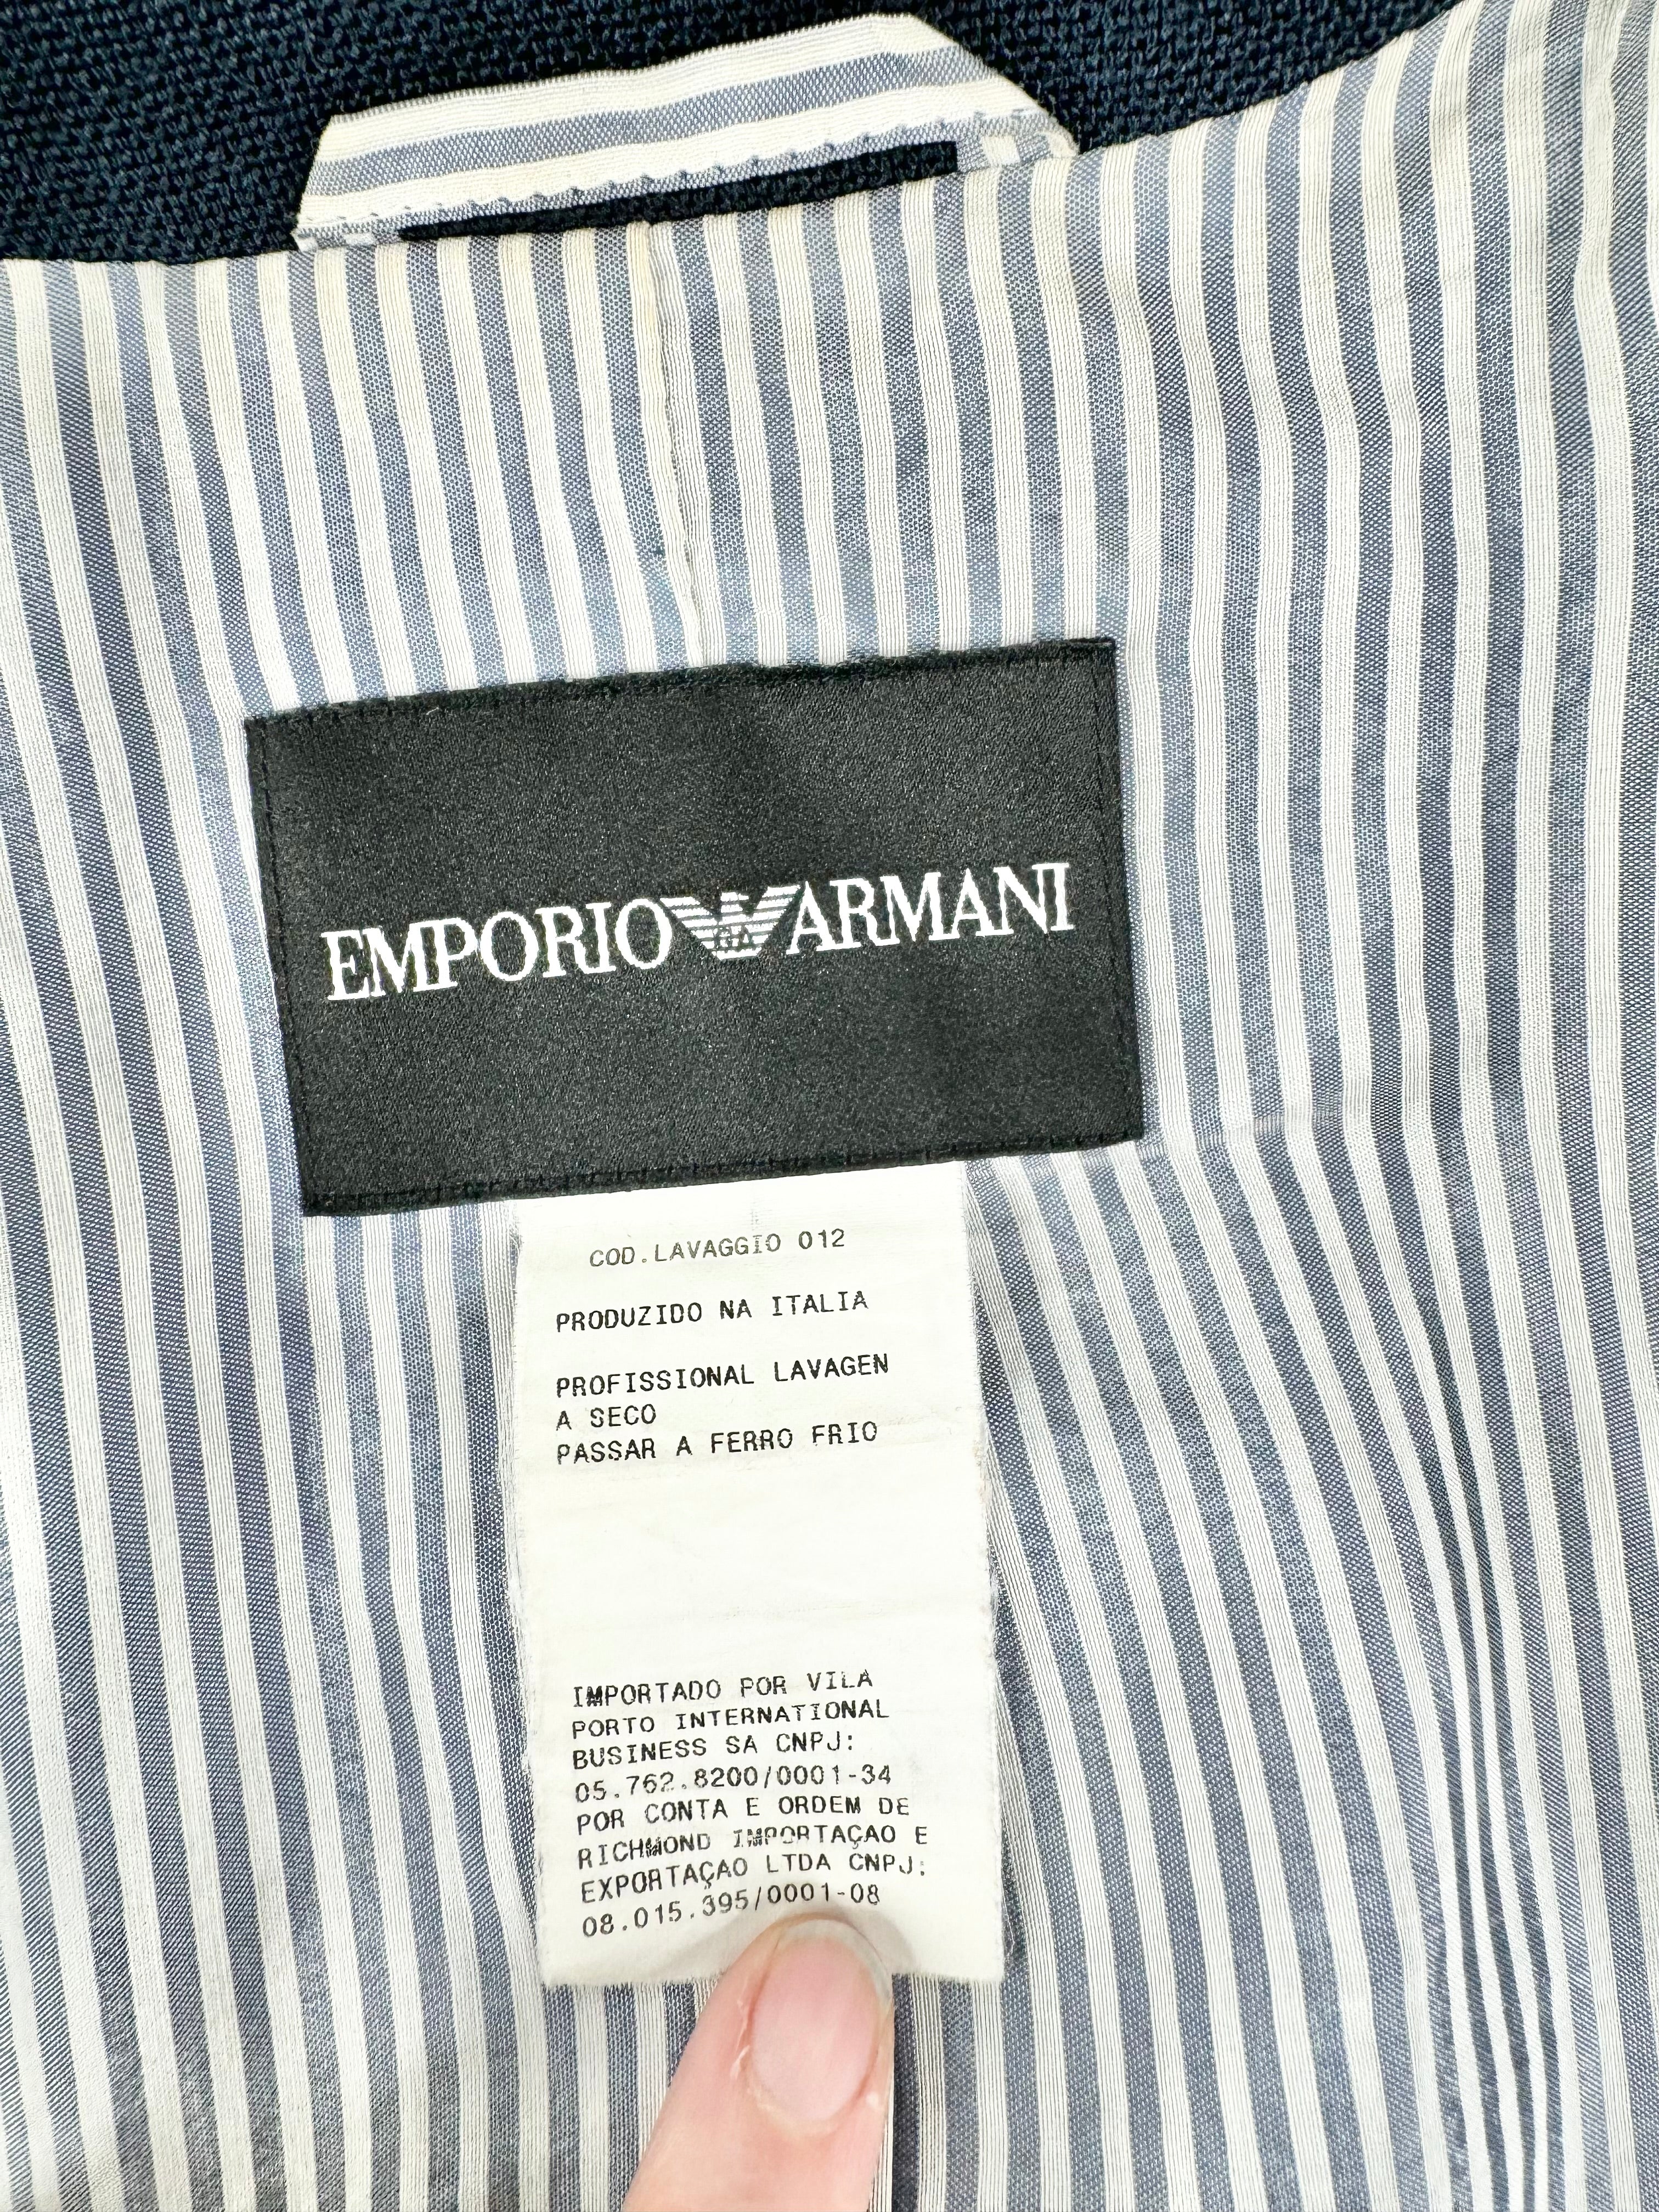 EMPORIO GA ARMANI
COD.LAVAGGIO 012
PRODUZIDO NA ITALIA
PROFISSIONAL LAVAGEN
A SECO
PASSAR A FERRO FRIO
IMPORTADO POR VILA
PORTO INTERNATIONAL
BUSINESS SA CNPJ:
05.762.8200/0001-34
POR CONTA E ORDEM DE
RICHMOND IMPORTAÇAO E
EXPORTAÇAO LTDA CNPJ:
08.015.395/0001-08